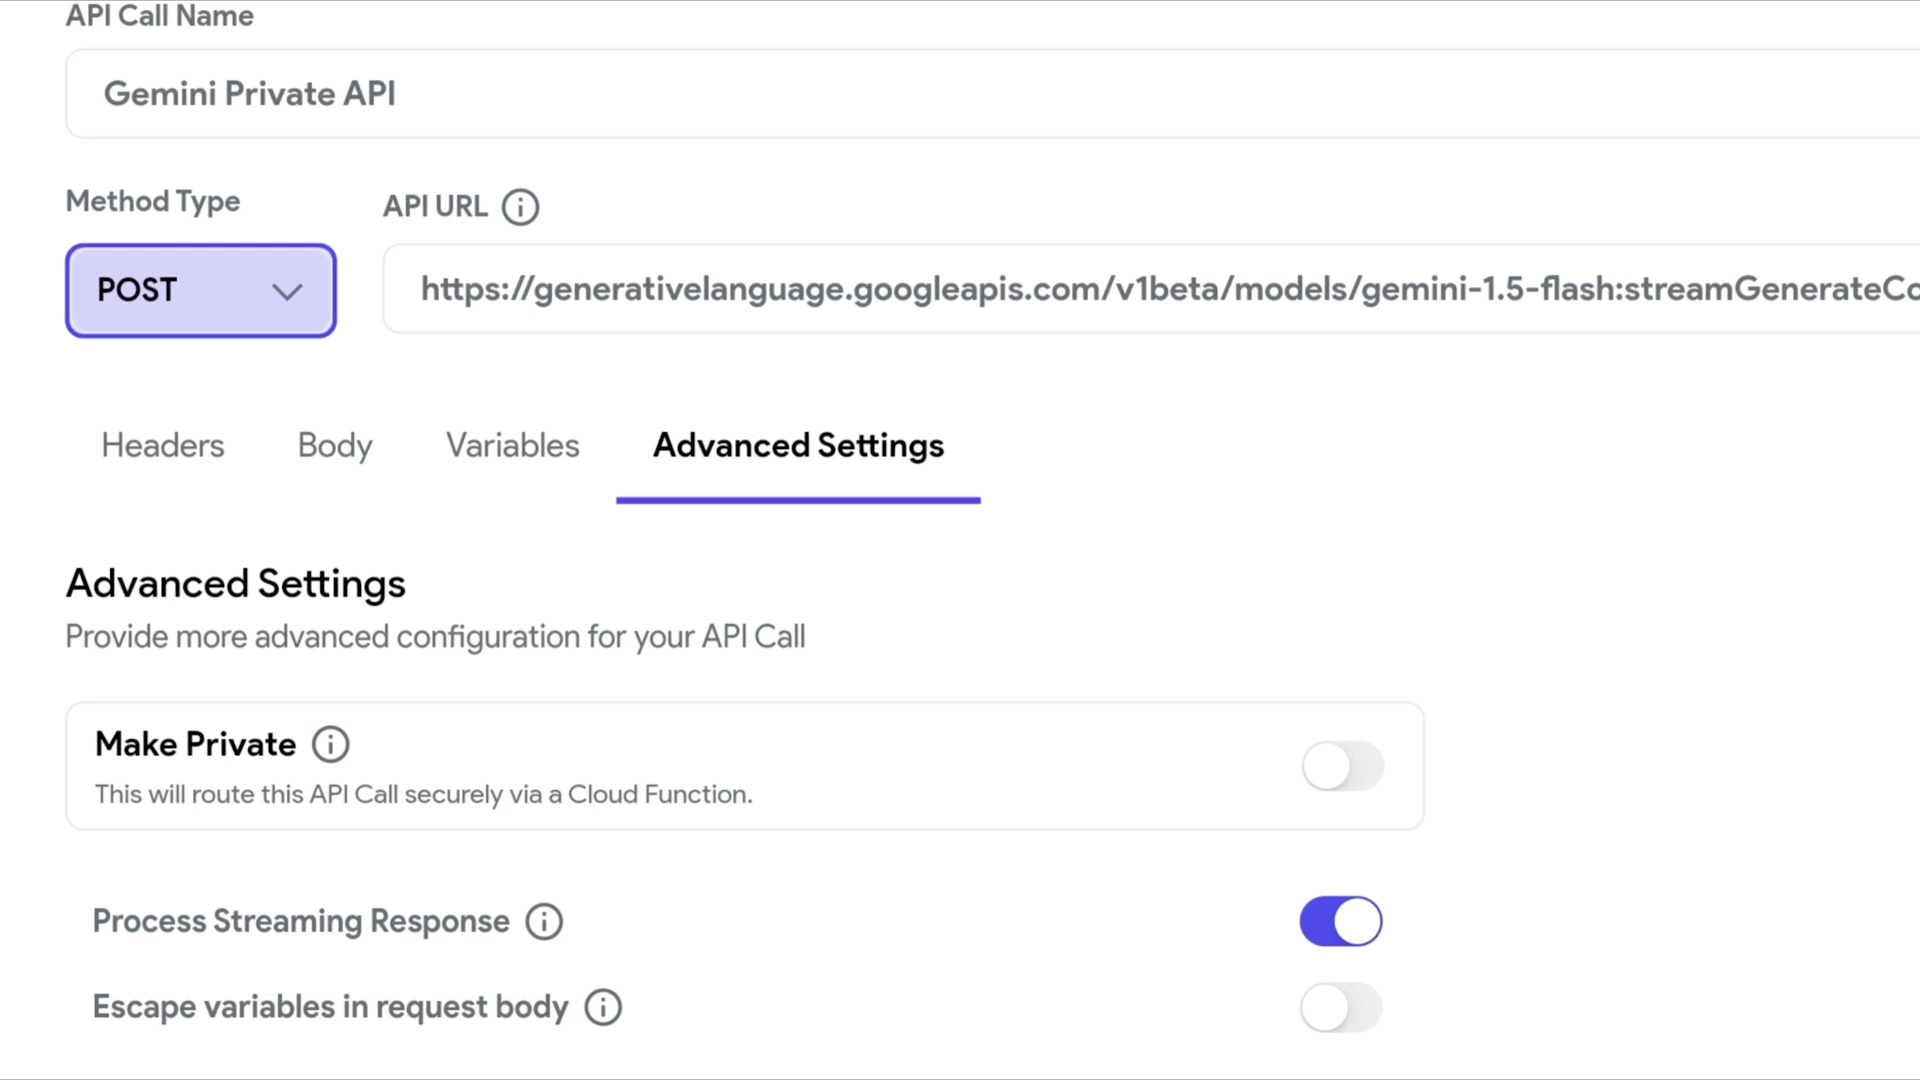 API Call Name
Gemini Private API
Method Type
API URL
POST
https://generativelanguage.googleapis.com/v1beta/models/gemini-1.5-flash:streamGenerateCo
Headers Body Variables Advanced Settings
Advanced Settings
Provide more advanced configuration for your API Call
Make Private
This will route this API Call securely via a Cloud Function.
Process Streaming Response
Escape variables in request body